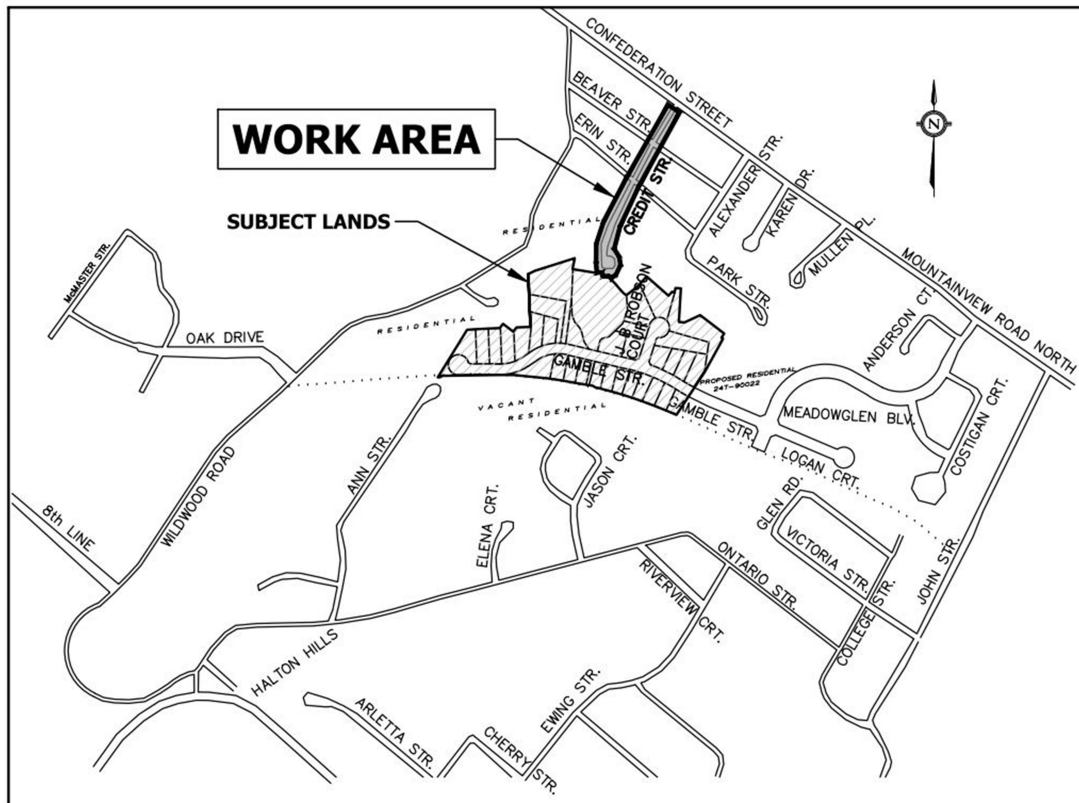 CONFEDERATION STREET
BEAVER STR.
ERIN STR.
WORK AREA
CREDIT STR.
ALEXANDER STR.
KAREN DR.
MULLEN PL.
N
SUBJECT LANDS
RESIDENTIAL
PARK STR.
MOUNTAINVIEW ROAD NORTH
McMASTER STR.
OAK DRIVE
RESIDENTIAL
J.B. ROBSON
COURT
ANDERSON CT.
GAMBLE STR.
PROPOSED RESIDENTIAL
24T-90022
VACANT
RESIDENTIAL
GAMBLE STR.
MEADOWGLEN BLV.
COSTIGAN CRT.
LOGAN CRT.
WILDWOOD ROAD
ANN STR.
JASON CRT.
ELENA CRT.
GLEN RD.
8th LINE
VICTORIA STR.
ONTARIO STR.
RIVERVIEW CRT.
COLLEGE STR.
JOHN STR.
HALTON HILLS
EWING STR.
ARLETTA STR.
CHERRY STR.